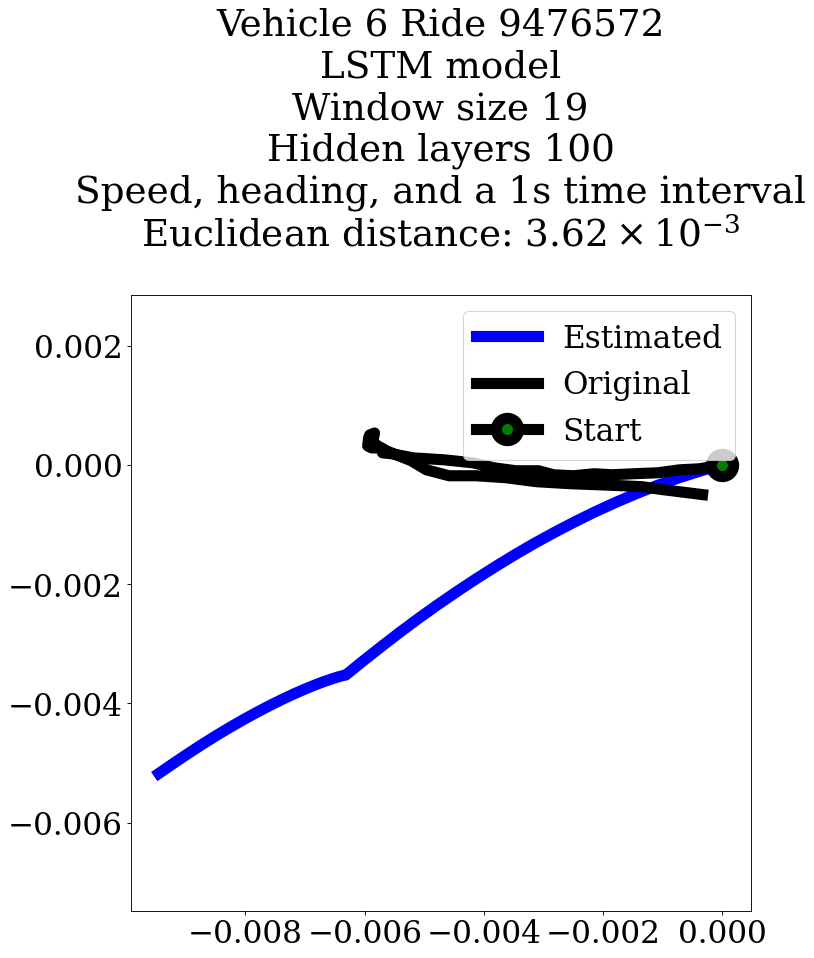 Vehicle 6 Ride 9476572
LSTM model
Window size 19
Hidden layers 100
Speed, heading, and a 1s time interval
Euclidean distance: 3.62 × 10⁻³
Estimated
Original
Start
0.002
0.000
−0.002
−0.004
−0.006
−0.008 −0.006 −0.004 −0.002 0.000